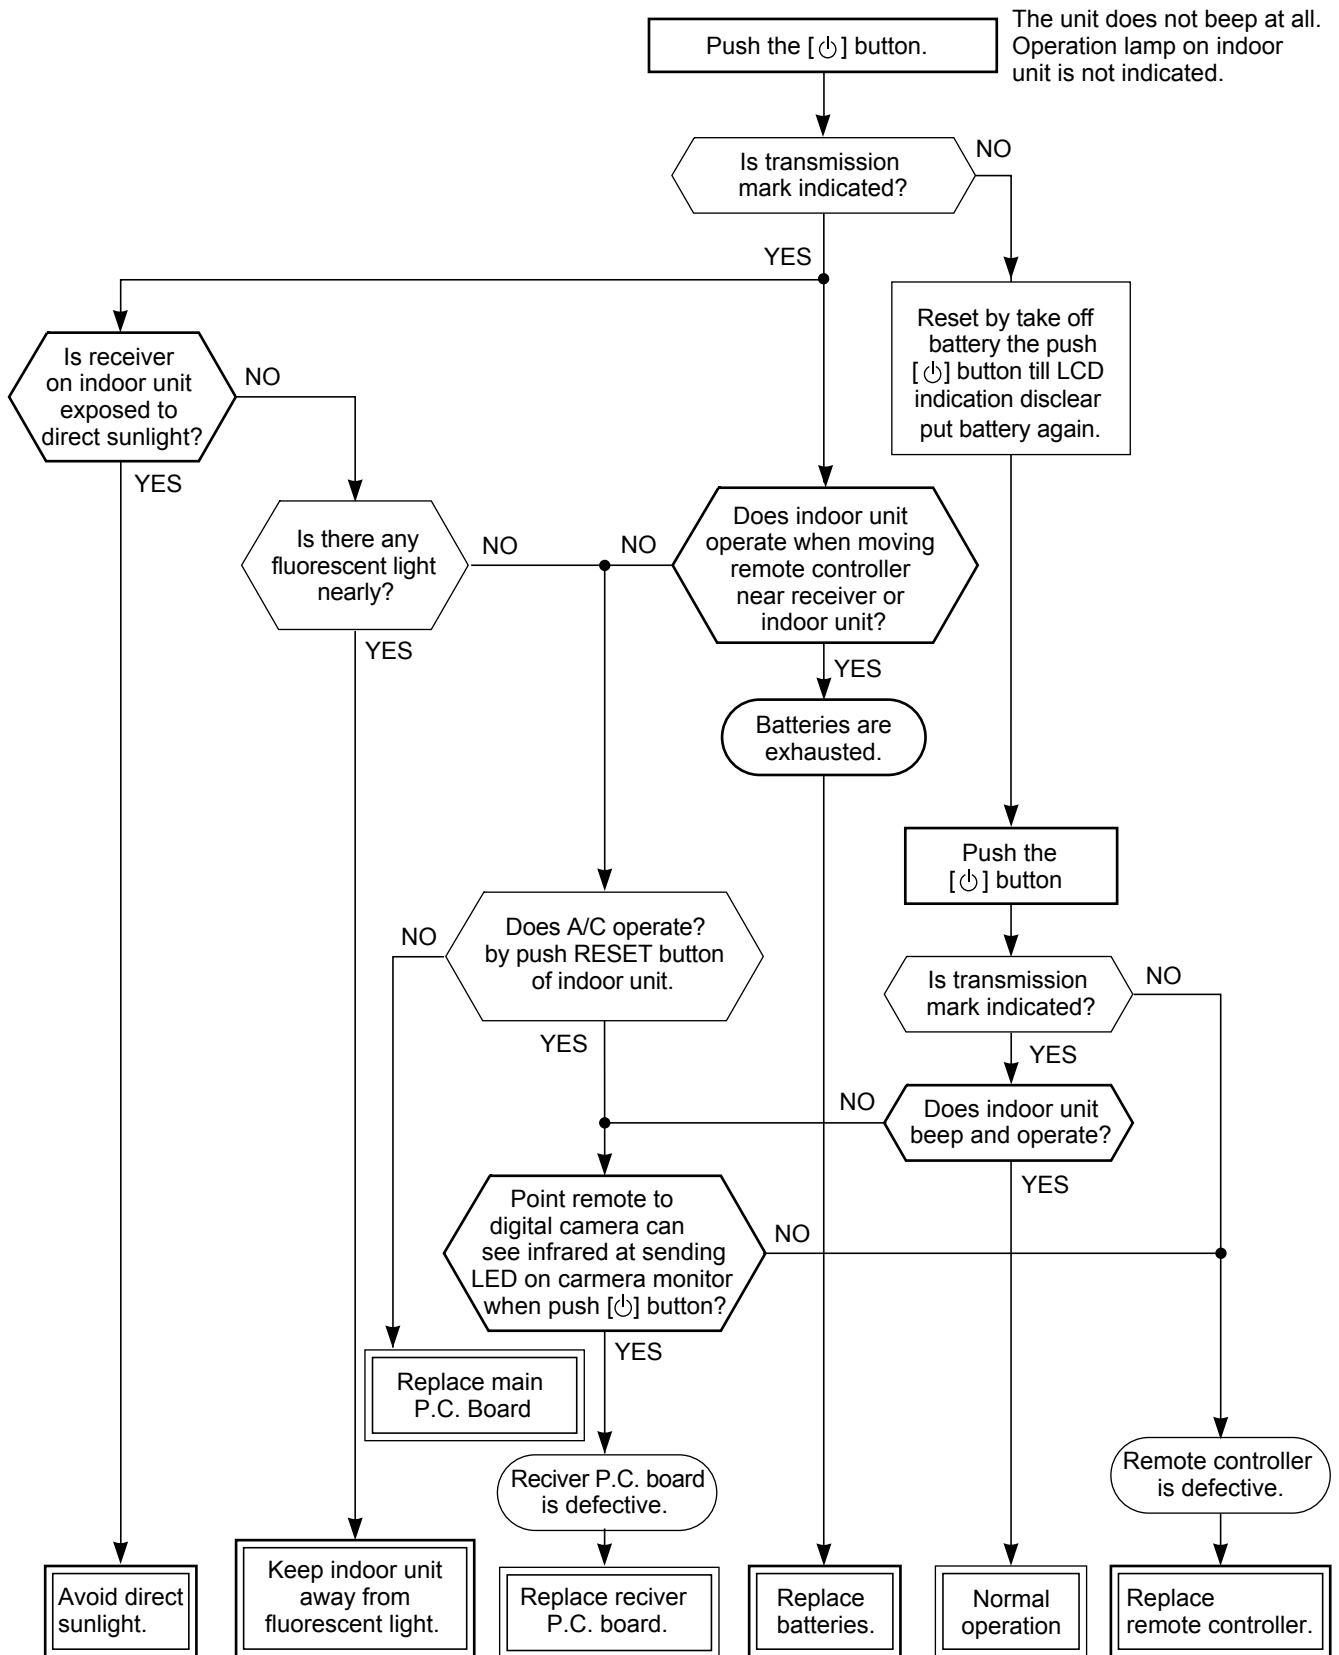 Push the [⏻] button.
The unit does not beep at all.
Operation lamp on indoor
unit is not indicated.
Is transmission
mark indicated?
NO
YES
Reset by take off
battery the push
[⏻] button till LCD
indication disclear
put battery again.
Is receiver
on indoor unit
exposed to
direct sunlight?
NO
YES
Is there any
fluorescent light
nearly?
NO
YES
NO
Does indoor unit
operate when moving
remote controller
near receiver or
indoor unit?
YES
Batteries are
exhausted.
Push the
[⏻] button
NO
Does A/C operate?
by push RESET button
of indoor unit.
YES
Is transmission
mark indicated?
NO
YES
NO
Does indoor unit
beep and operate?
YES
Point remote to
digital camera can
see infrared at sending
LED on carmera monitor
when push [⏻] button?
NO
YES
Replace main
P.C. Board
Reciver P.C. board
is defective.
Remote controller
is defective.
Avoid direct
sunlight.
Keep indoor unit
away from
fluorescent light.
Replace reciver
P.C. board.
Replace
batteries.
Normal
operation
Replace
remote controller.